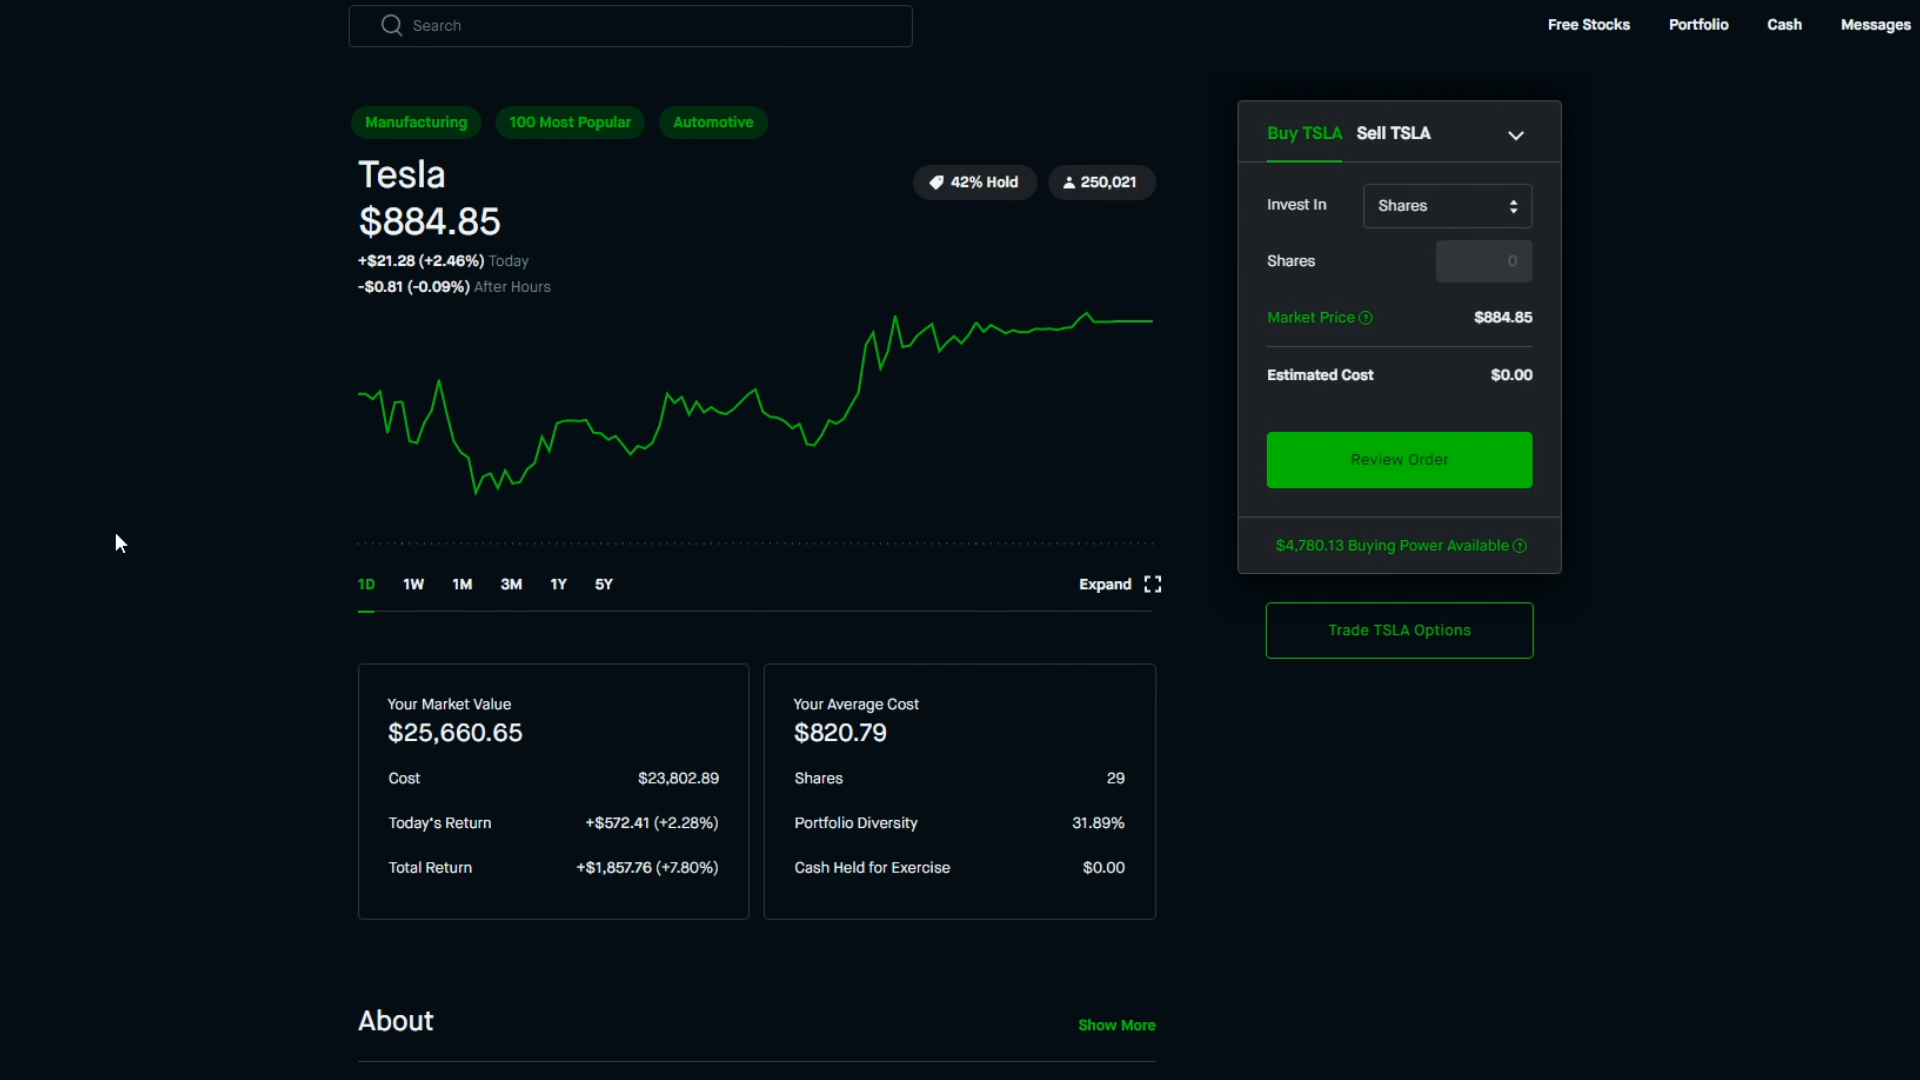 Search
Free Stocks Portfolio Cash Messages
Manufacturing 100 Most Popular Automotive
Tesla
$884.85
42% Hold 250,021
+$21.28 (+2.46%) Today
-$0.81 (-0.09%) After Hours
1D 1W 1M 3M 1Y 5Y Expand
Your Market Value
$25,660.65
Cost $23,802.89
Today's Return +$572.41 (+2.28%)
Total Return +$1,857.76 (+7.80%)
Your Average Cost
$820.79
Shares 29
Portfolio Diversity 31.89%
Cash Held for Exercise $0.00
About Show More
Buy TSLA Sell TSLA
Invest In Shares
Shares 0
Market Price ? $884.85
Estimated Cost $0.00
Review Order
$4,780.13 Buying Power Available ?
Trade TSLA Options